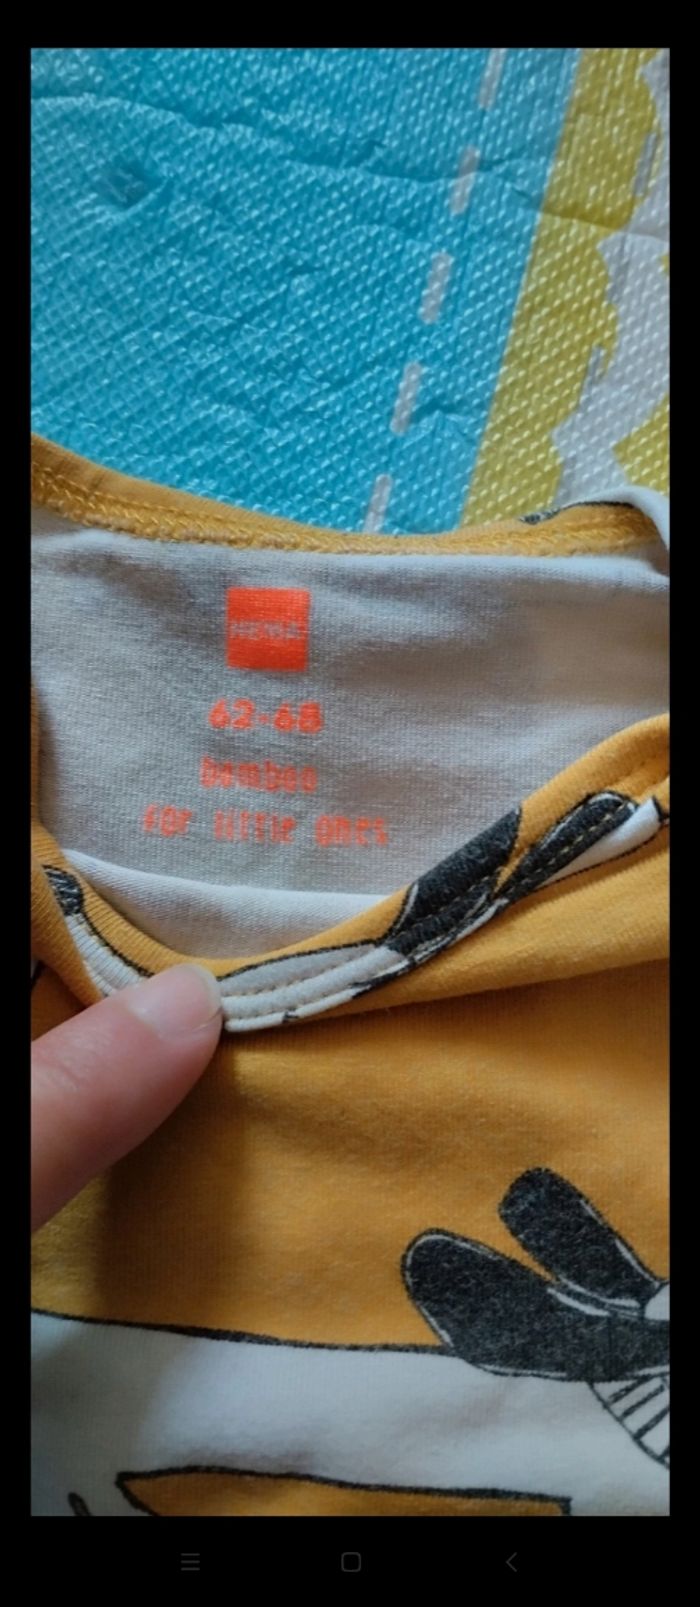 HEMA
62-68
bamboo
for little ones